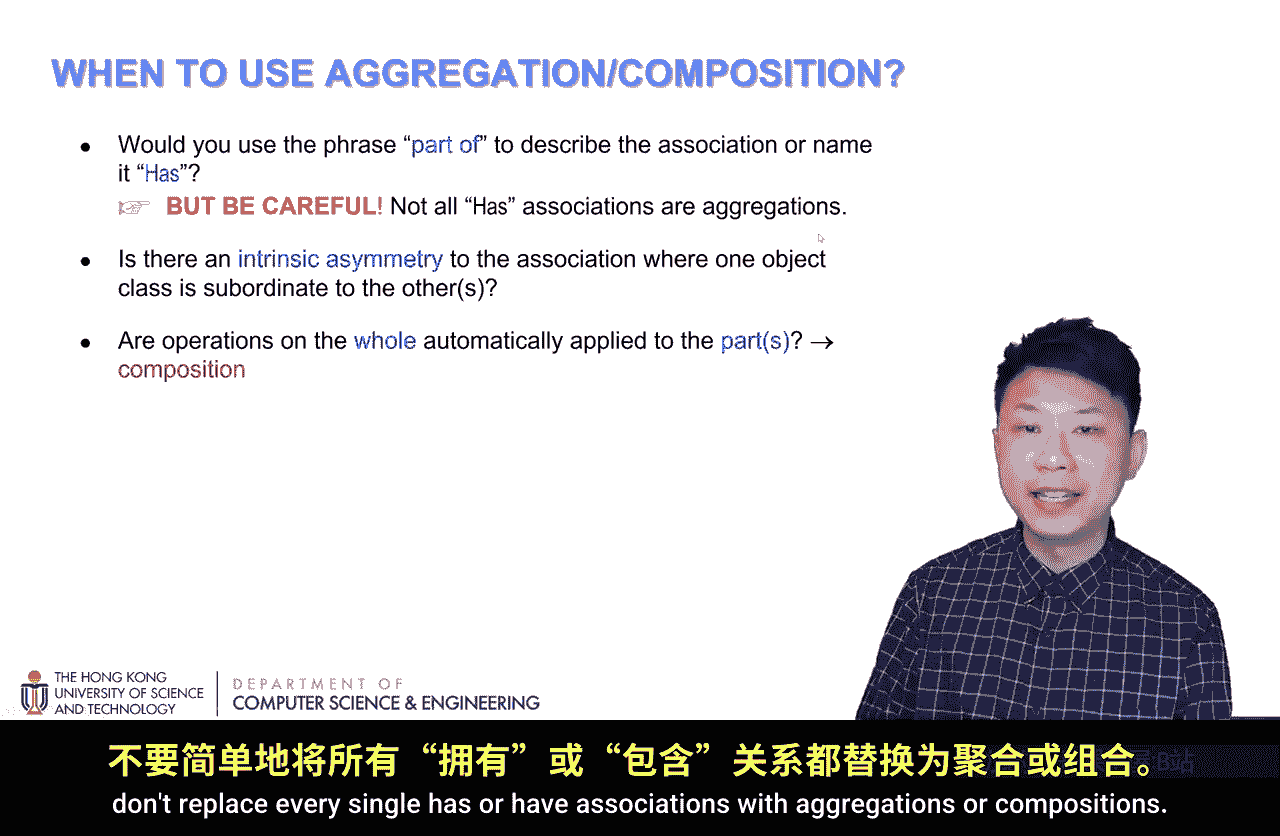 WHEN TO USE AGGREGATION/COMPOSITION?
● Would you use the phrase “part of” to describe the association or name
it “Has”?
☞ BUT BE CAREFUL! Not all “Has” associations are aggregations.
● Is there an intrinsic asymmetry to the association where one object
class is subordinate to the other(s)?
● Are operations on the whole automatically applied to the part(s)? →
composition
THE HONG KONG
UNIVERSITY OF SCIENCE
AND TECHNOLOGY
DEPARTMENT OF
COMPUTER SCIENCE & ENGINEERING
不要简单地将所有“拥有”或“包含”关系都替换为聚合或组合。
don't replace every single has or have associations with aggregations or compositions.